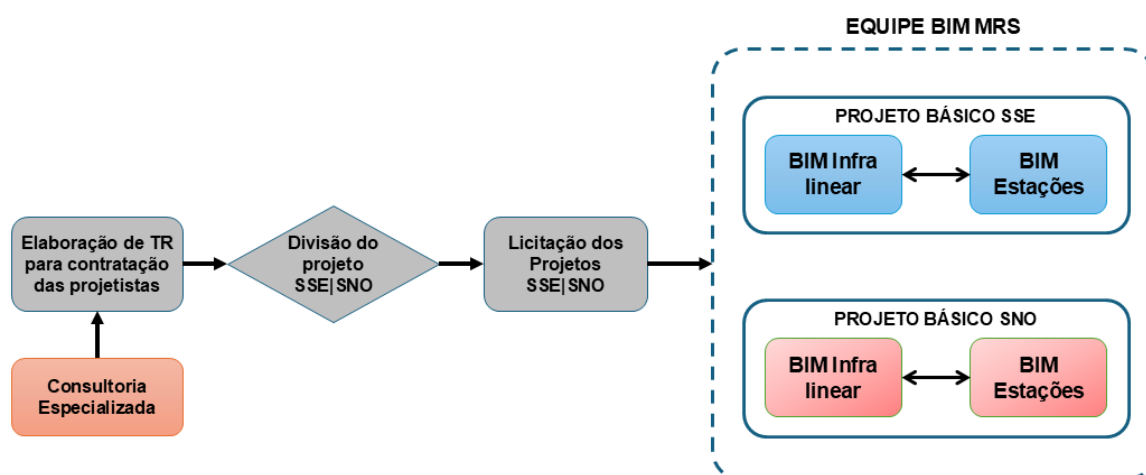 EQUIPE BIM MRS
PROJETO BÁSICO SSE
BIM Infra
linear
BIM
Estações
Elaboração de TR
para contratação
das projetistas
Divisão do
projeto
SSE|SNO
Licitação dos
Projetos
SSE|SNO
PROJETO BÁSICO SNO
BIM Infra
linear
BIM
Estações
Consultoria
Especializada